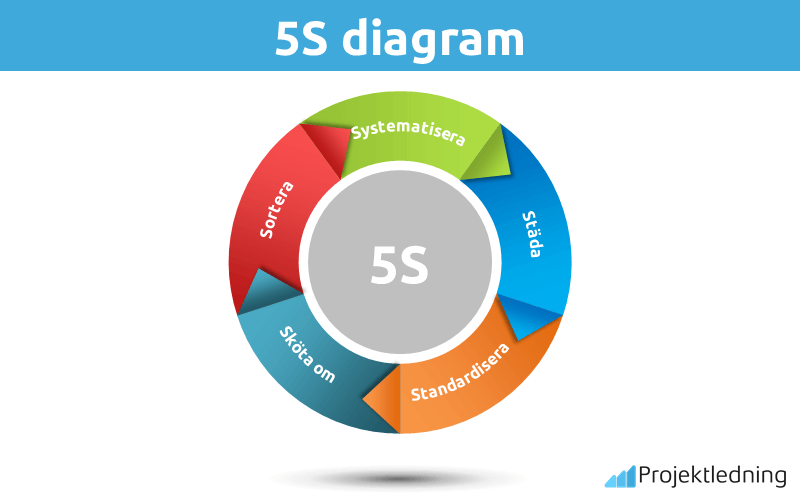 5S diagram
Systematisera
Sortera
Städa
5S
Sköta om
Standardisera
Projektledning